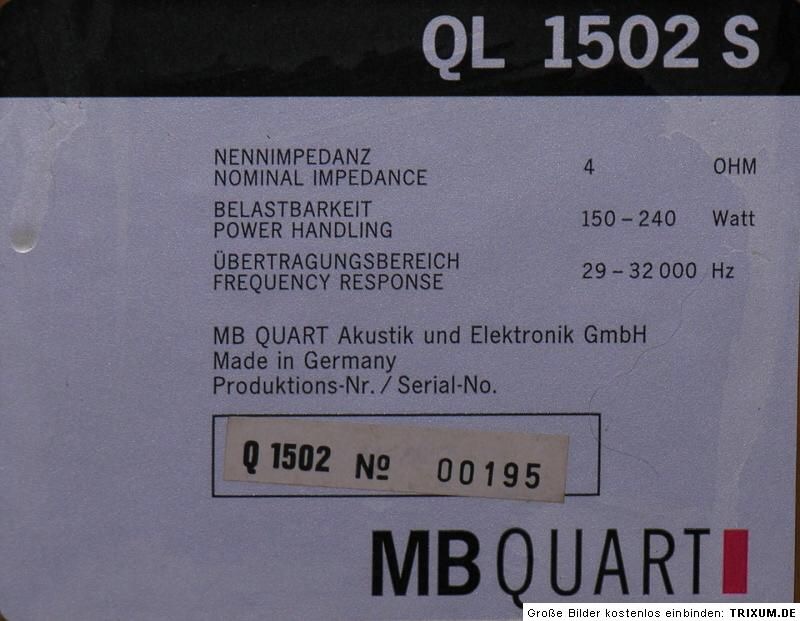 QL 1502 S
NENNIMPEDANZ
NOMINAL IMPEDANCE 4 OHM
BELASTBARKEIT
POWER HANDLING 150 – 240 Watt
ÜBERTRAGUNGSBEREICH
FREQUENCY RESPONSE 29 – 32 000 Hz
MB QUART Akustik und Elektronik GmbH
Made in Germany
Produktions-Nr. / Serial-No.
Q 1502 Nº 00195
MB QUART
Große Bilder kostenlos einbinden: TRIXUM.DE